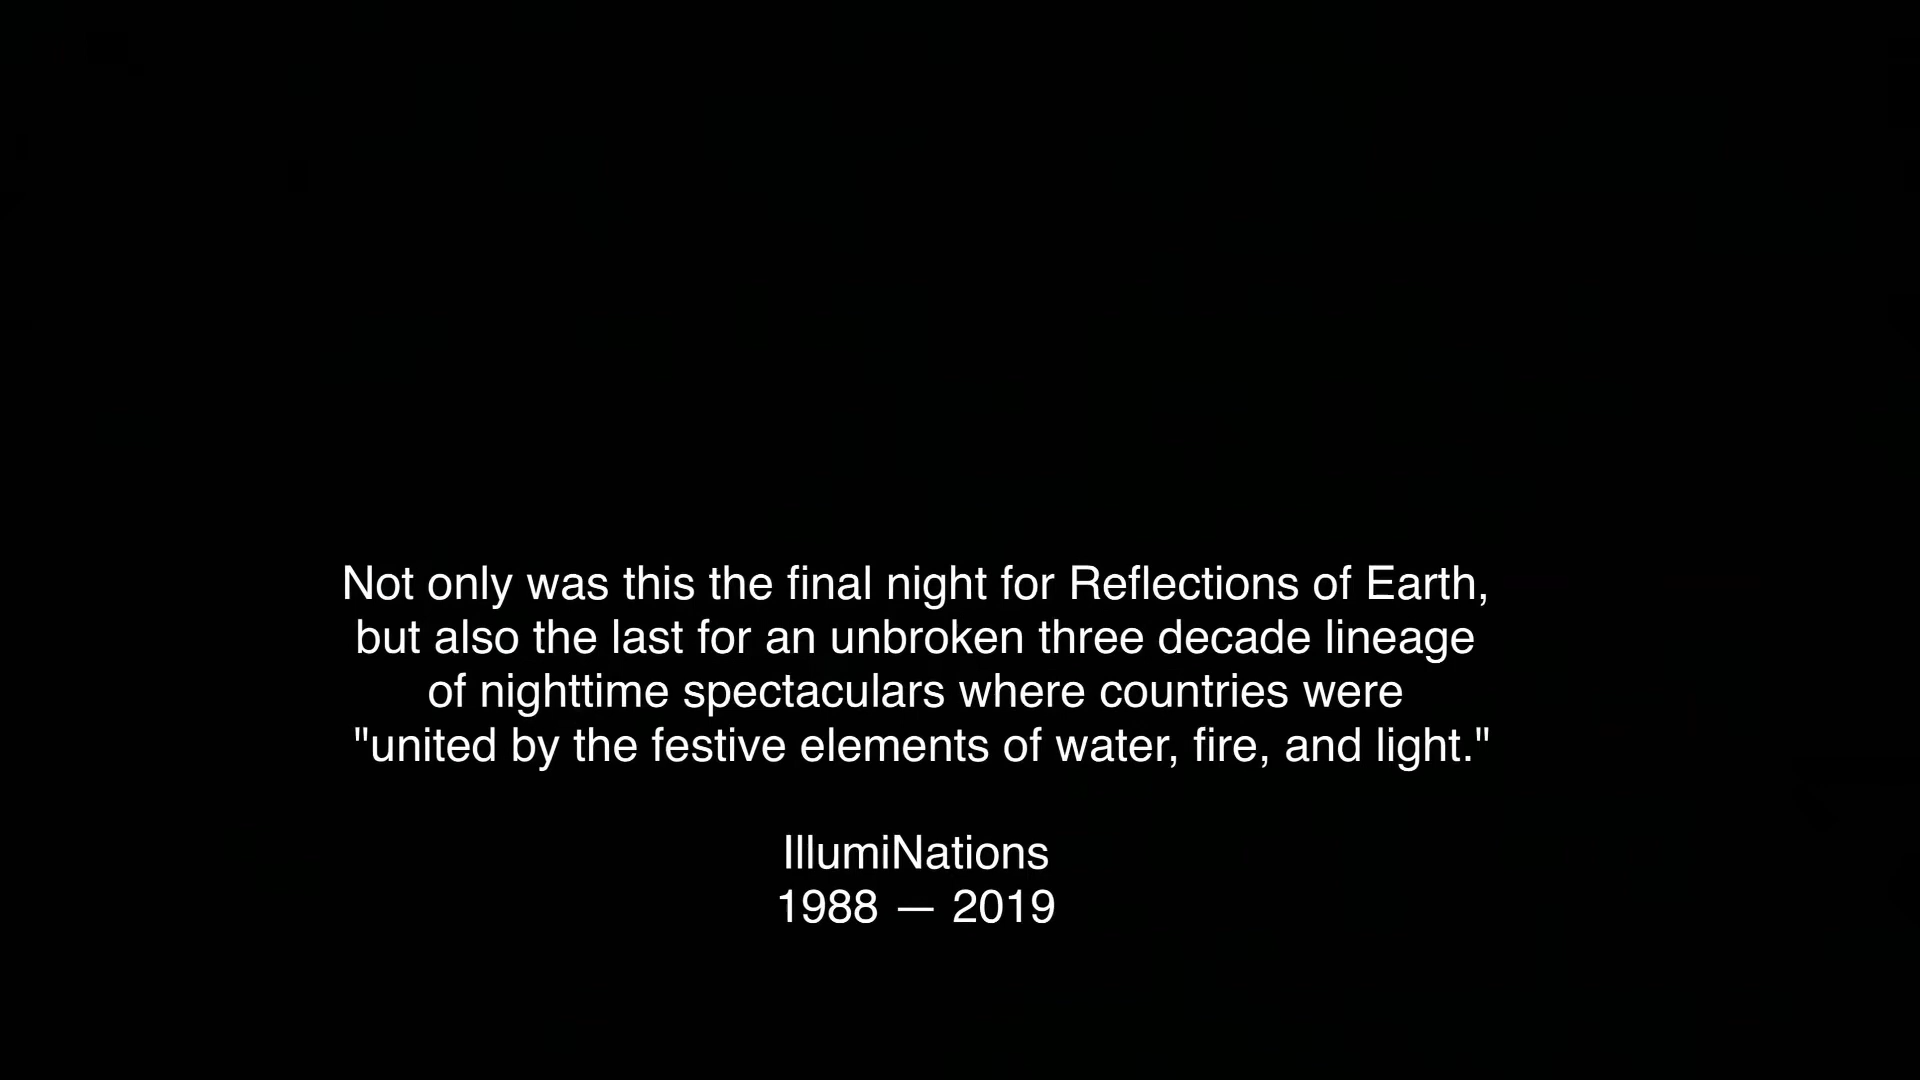 Not only was this the final night for Reflections of Earth,
but also the last for an unbroken three decade lineage
of nighttime spectaculars where countries were
"united by the festive elements of water, fire, and light."
IllumiNations
1988 — 2019